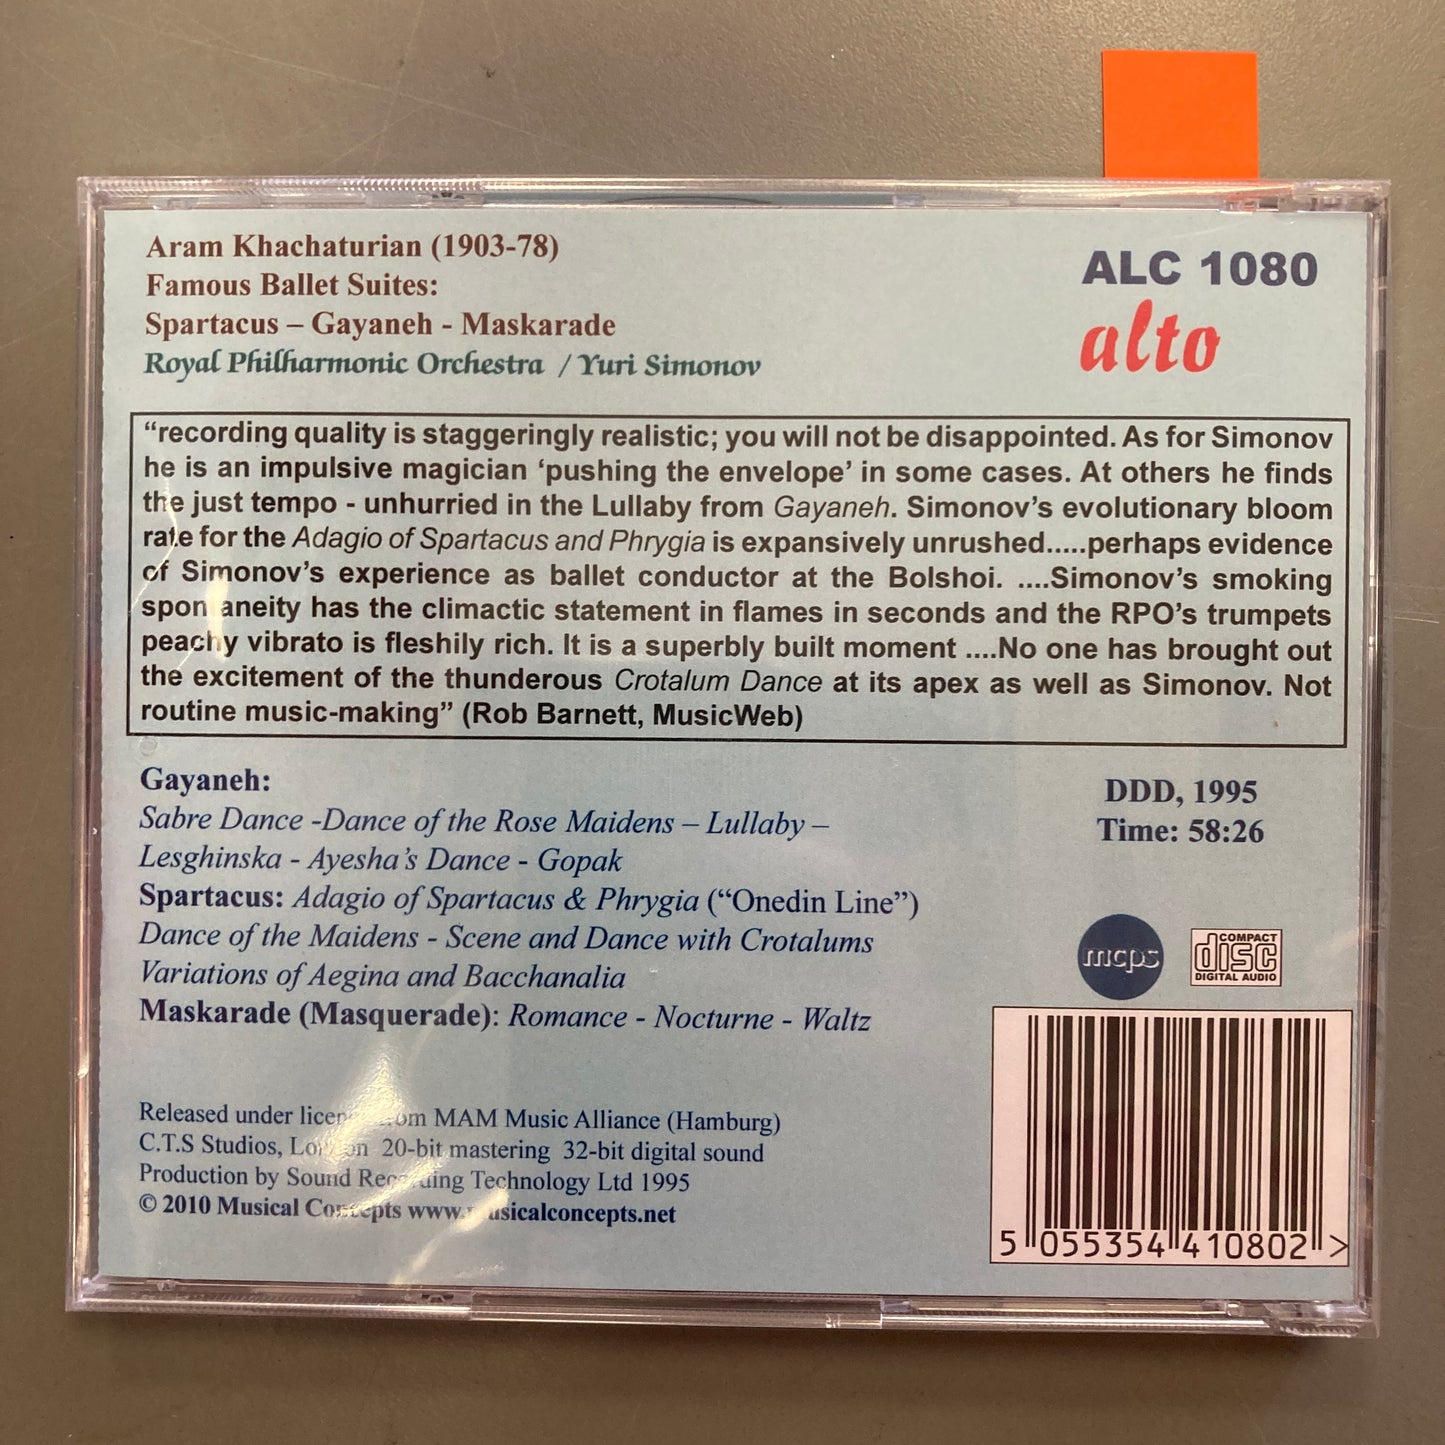 Aram Khachaturian (1903-78)
Famous Ballet Suites:
Spartacus – Gayaneh - Maskarade
Royal Philharmonic Orchestra / Yuri Simonov
ALC 1080
alto
“recording quality is staggeringly realistic; you will not be disappointed. As for Simonov
he is an impulsive magician ‘pushing the envelope’ in some cases. At others he finds
the just tempo - unhurried in the Lullaby from Gayaneh. Simonov’s evolutionary bloom
rate for the Adagio of Spartacus and Phrygia is expansively unrushed.....perhaps evidence
of Simonov’s experience as ballet conductor at the Bolshoi. ....Simonov’s smoking
spontaneity has the climactic statement in flames in seconds and the RPO’s trumpets
peachy vibrato is fleshily rich. It is a superbly built moment ....No one has brought out
the excitement of the thunderous Crotalum Dance at its apex as well as Simonov. Not
routine music-making” (Rob Barnett, MusicWeb)
Gayaneh:
Sabre Dance -Dance of the Rose Maidens – Lullaby –
Lesghinska - Ayesha’s Dance - Gopak
Spartacus: Adagio of Spartacus & Phrygia (“Onedin Line”)
Dance of the Maidens - Scene and Dance with Crotalums
Variations of Aegina and Bacchanalia
Maskarade (Masquerade): Romance - Nocturne - Waltz
DDD, 1995
Time: 58:26
mcps
COMPACT
disc
DIGITAL AUDIO
Released under licence from MAM Music Alliance (Hamburg)
C.T.S Studios, London 20-bit mastering 32-bit digital sound
Production by Sound Recording Technology Ltd 1995
© 2010 Musical Concepts www.musicalconcepts.net
5 055354 410802 >